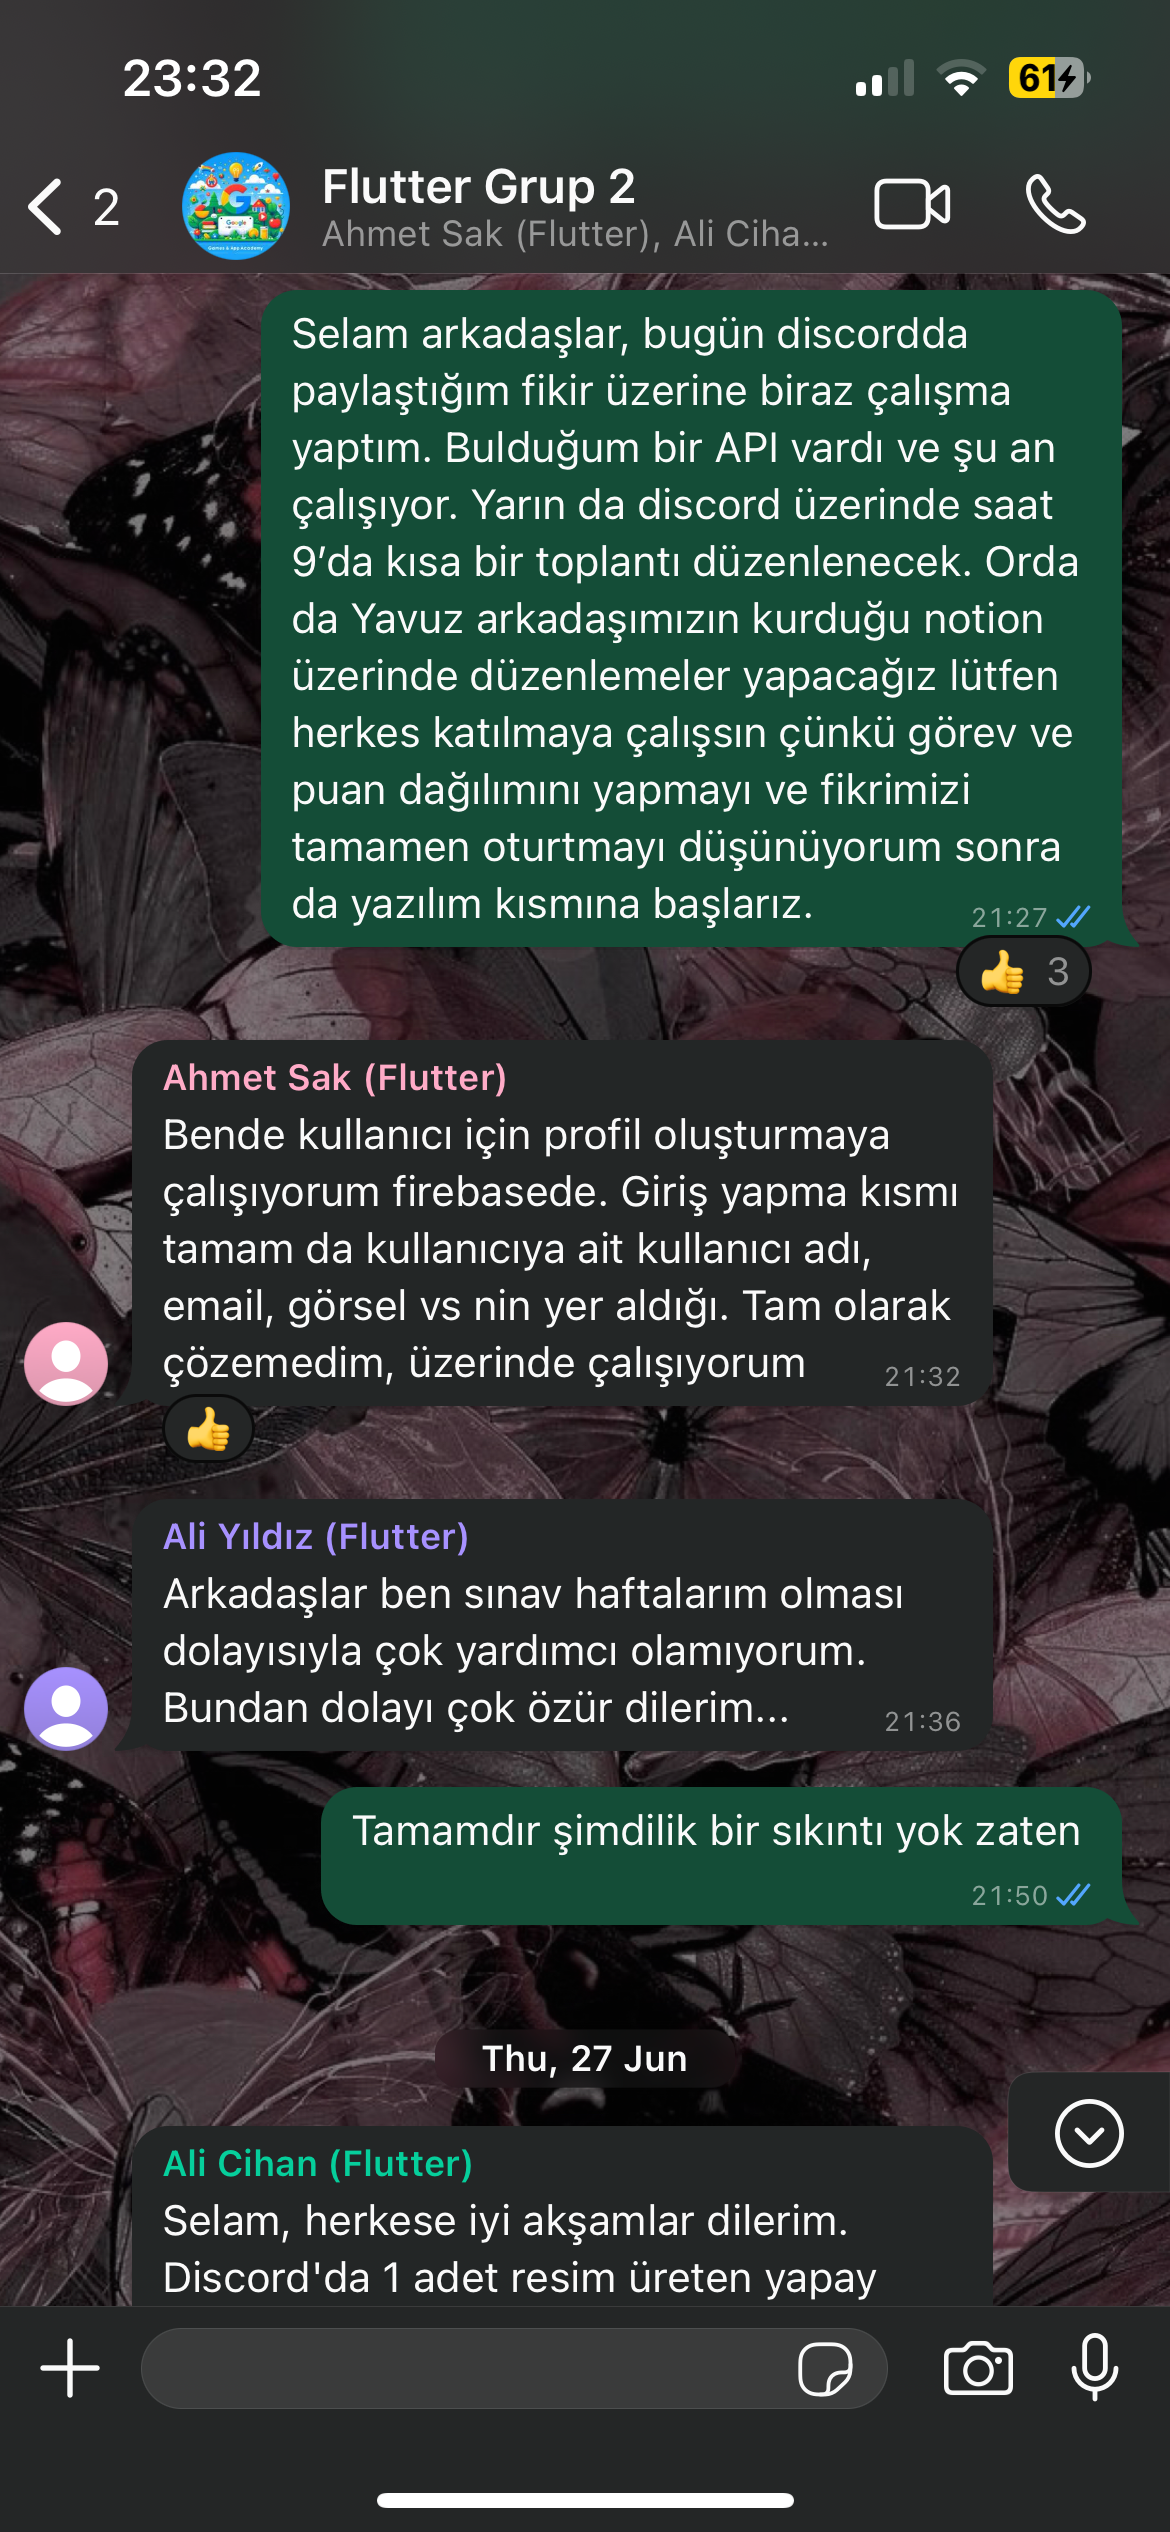 23:32
61
2
Flutter Grup 2
Ahmet Sak (Flutter), Ali Ciha...
Google
Games & App Academy
Selam arkadaşlar, bugün discordda
paylaştığım fikir üzerine biraz çalışma
yaptım. Bulduğum bir API vardı ve şu an
çalışıyor. Yarın da discord üzerinde saat
9'da kısa bir toplantı düzenlenecek. Orda
da Yavuz arkadaşımızın kurduğu notion
üzerinde düzenlemeler yapacağız lütfen
herkes katılmaya çalışsın çünkü görev ve
puan dağılımını yapmayı ve fikrimizi
tamamen oturtmayı düşünüyorum sonra
da yazılım kısmına başlarız.
21:27
👍 3
Ahmet Sak (Flutter)
Bende kullanıcı için profil oluşturmaya
çalışıyorum firebasede. Giriş yapma kısmı
tamam da kullanıcıya ait kullanıcı adı,
email, görsel vs nin yer aldığı. Tam olarak
çözemedim, üzerinde çalışıyorum
21:32
👍
Ali Yıldız (Flutter)
Arkadaşlar ben sınav haftalarım olması
dolayısıyla çok yardımcı olamıyorum.
Bundan dolayı çok özür dilerim...
21:36
Tamamdır şimdilik bir sıkıntı yok zaten
21:50
Thu, 27 Jun
Ali Cihan (Flutter)
Selam, herkese iyi akşamlar dilerim.
Discord'da 1 adet resim üreten yapay